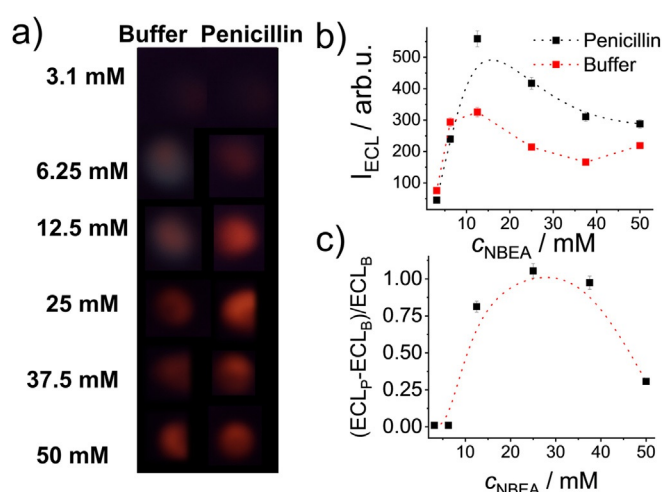 a)
Buffer Penicillin
3.1 mM
6.25 mM
12.5 mM
25 mM
37.5 mM
50 mM
b)
I_ECL / arb.u.
500
400
300
200
100
Penicillin
Buffer
0 10 20 30 40 50
c_NBEA / mM
c)
(ECL_P-ECL_B)/ECL_B
1.00
0.75
0.50
0.25
0.00
0 10 20 30 40 50
c_NBEA / mM